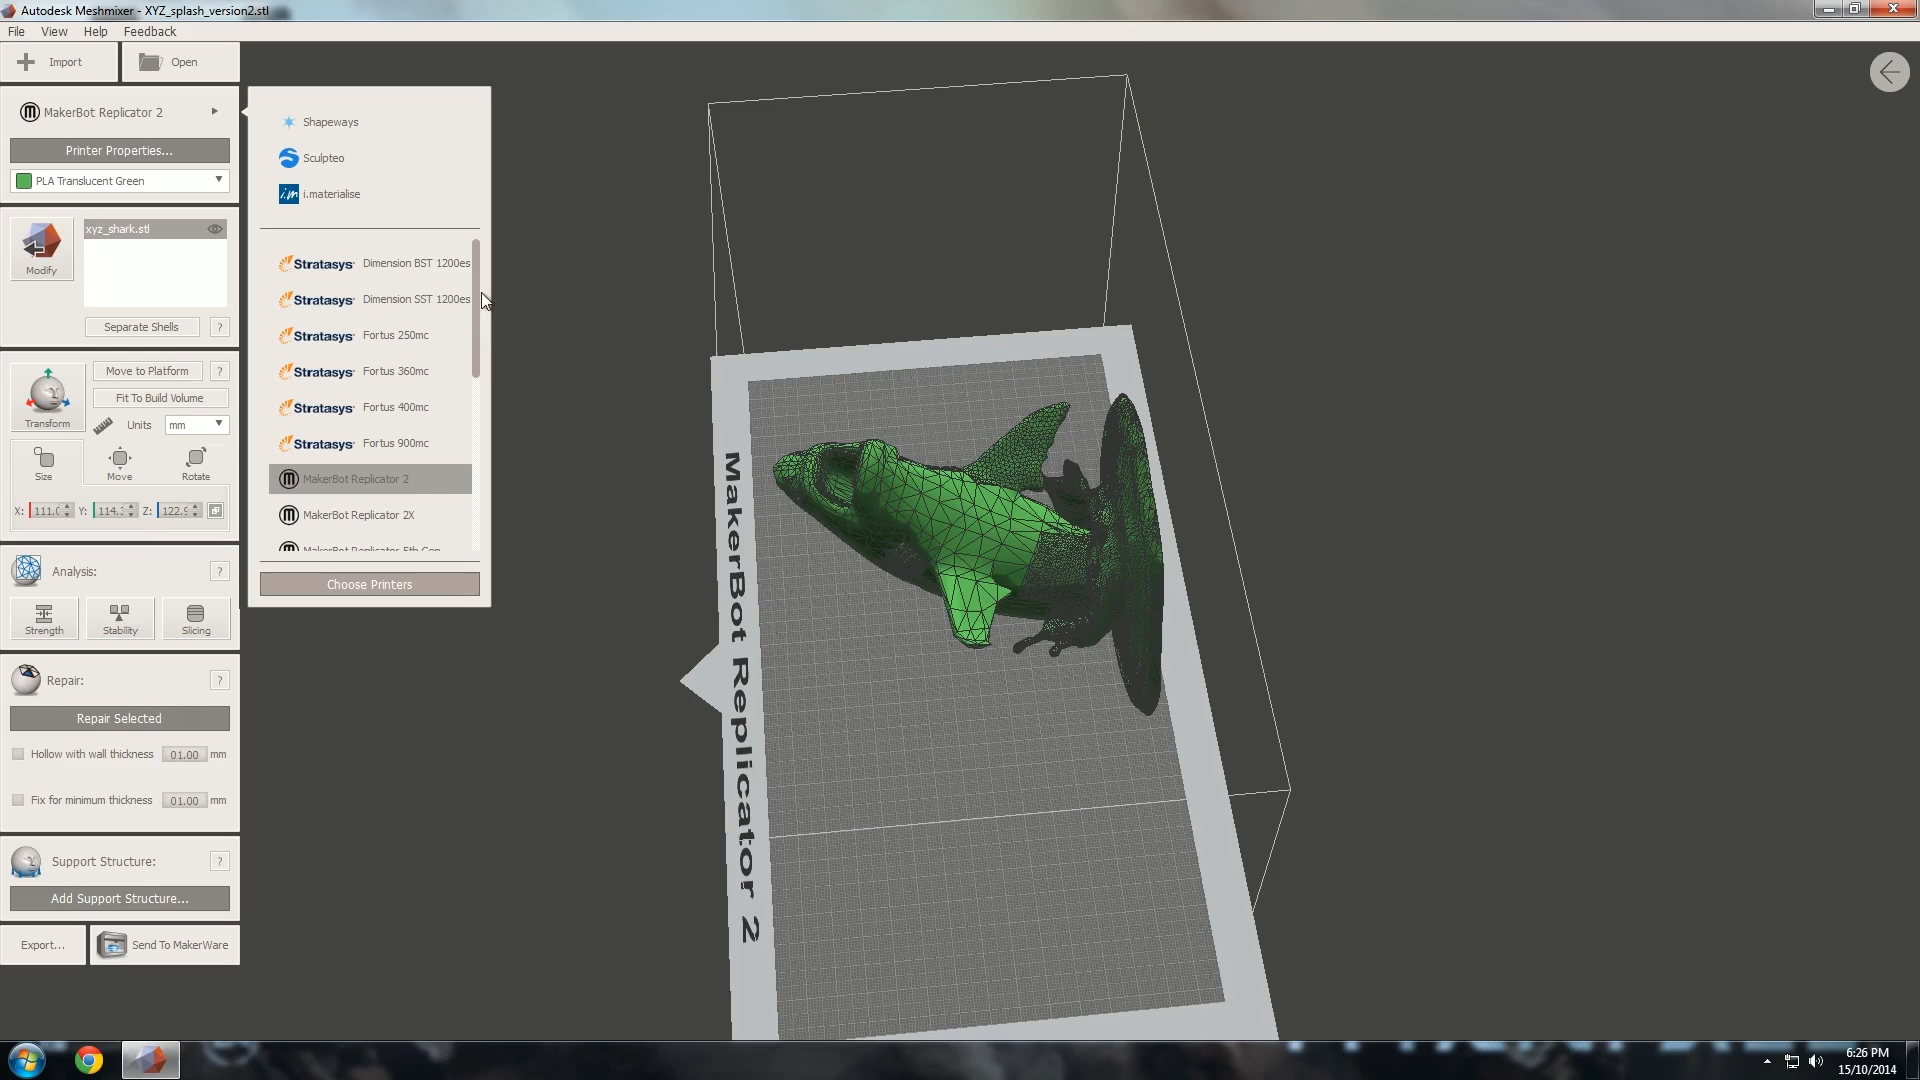 Autodesk Meshmixer - XYZ_splash_version2.stl
File View Help Feedback
Import Open
MakerBot Replicator 2
Printer Properties...
PLA Translucent Green
Modify
xyz_shark.stl
Separate Shells ?
Transform
Move to Platform ?
Fit To Build Volume
Units mm
Size Move Rotate
X: Y: Z:
Analysis: ?
Strength Stability Slicing
Repair: ?
Repair Selected
Hollow with wall thickness 01.00 mm
Fix for minimum thickness 01.00 mm
Support Structure: ?
Add Support Structure...
Export... Send To MakerWare
Shapeways
Sculpteo
i.m i.materialise
Stratasys Dimension BST 1200es
Stratasys Dimension SST 1200es
Stratasys Fortus 250mc
Stratasys Fortus 360mc
Stratasys Fortus 400mc
Stratasys Fortus 900mc
MakerBot Replicator 2
MakerBot Replicator 2X
Choose Printers
MakerBot Replicator 2
6:26 PM
15/10/2014